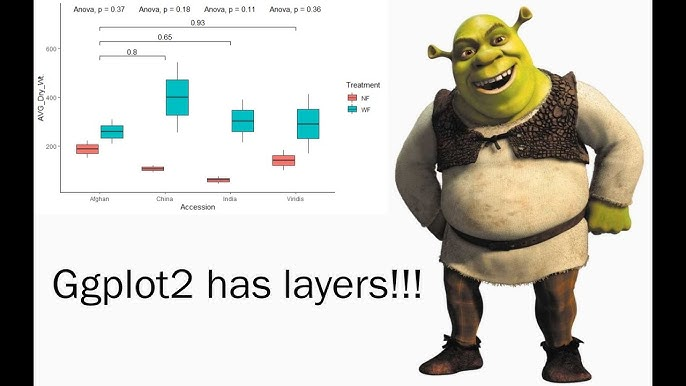 Anova, p = 0.37 Anova, p = 0.18 Anova, p = 0.11 Anova, p = 0.36
0.93
0.65
0.8
600
400
200
AVG_Dry_Wt.
Treatment
NF
WF
Afghan China India Viridis
Accession
Ggplot2 has layers!!!